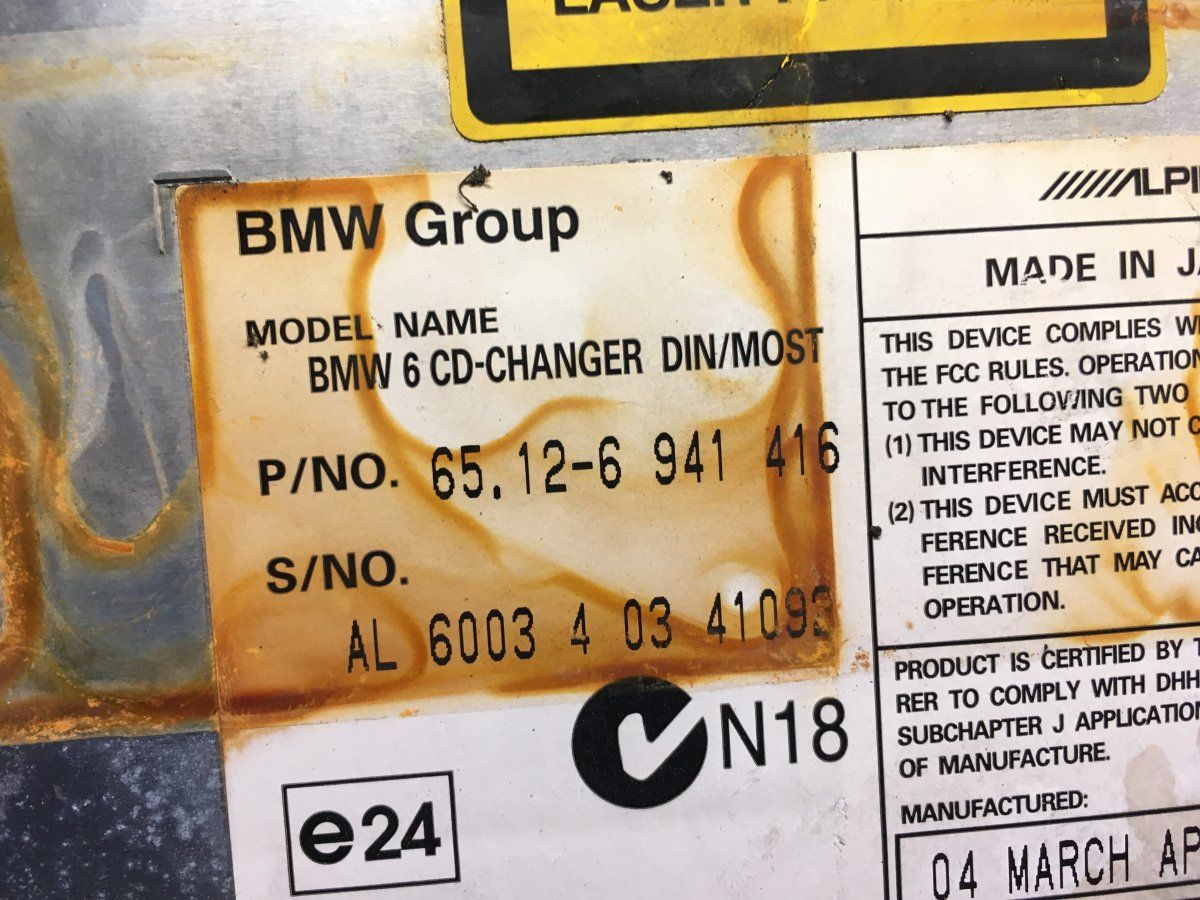 BMW Group
MODEL NAME
BMW 6 CD-CHANGER DIN/MOST
P/NO. 65.12-6 941 416
S/NO.
AL 6003 4 03 41092
N18
e24
MADE IN
THIS DEVICE COMPLIES
THE FCC RULES. OPERATION
TO THE FOLLOWING TWO
(1) THIS DEVICE MAY NOT
INTERFERENCE.
(2) THIS DEVICE MUST
FERENCE RECEIVED
FERENCE THAT MAY
OPERATION.
PRODUCT IS CERTIFIED BY
RER TO COMPLY WITH
SUBCHAPTER J
OF MANUFACTURE.
MANUFACTURED:
04 MARCH